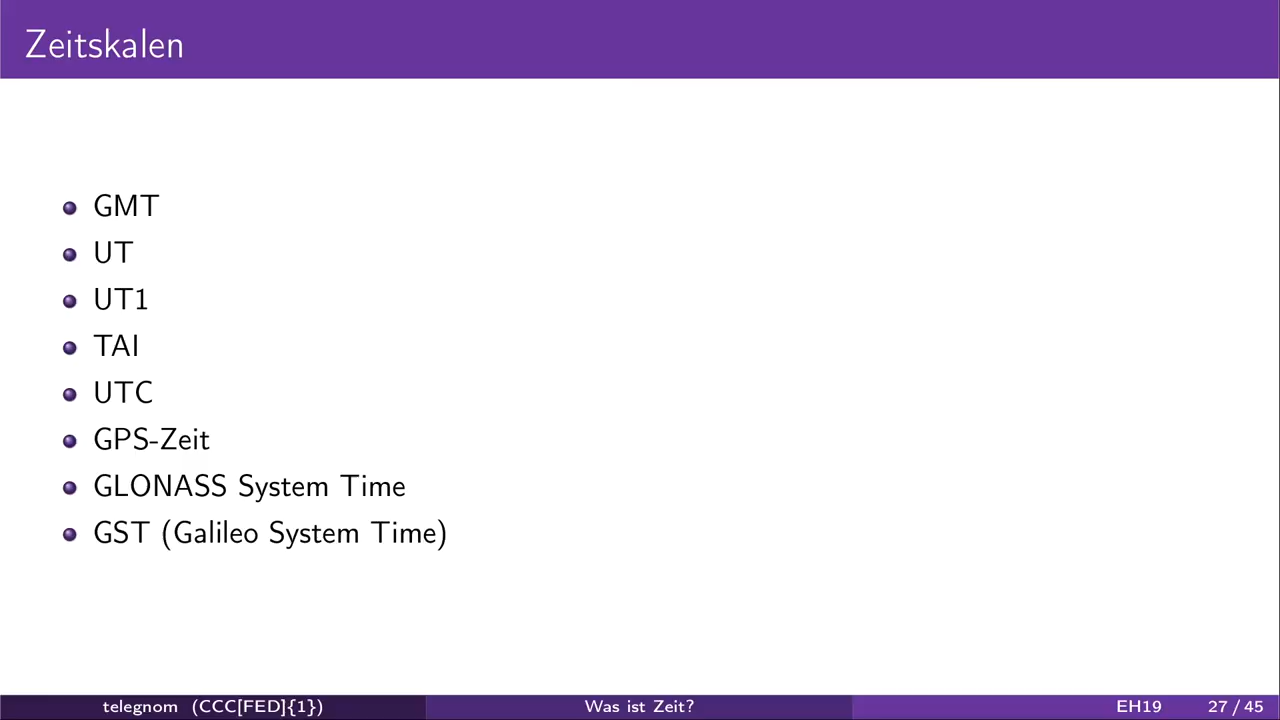 Zeitskalen
GMT
UT
UT1
TAI
UTC
GPS-Zeit
GLONASS System Time
GST (Galileo System Time)
telegnom (CCC[FED]{1}) Was ist Zeit? EH19 27 / 45